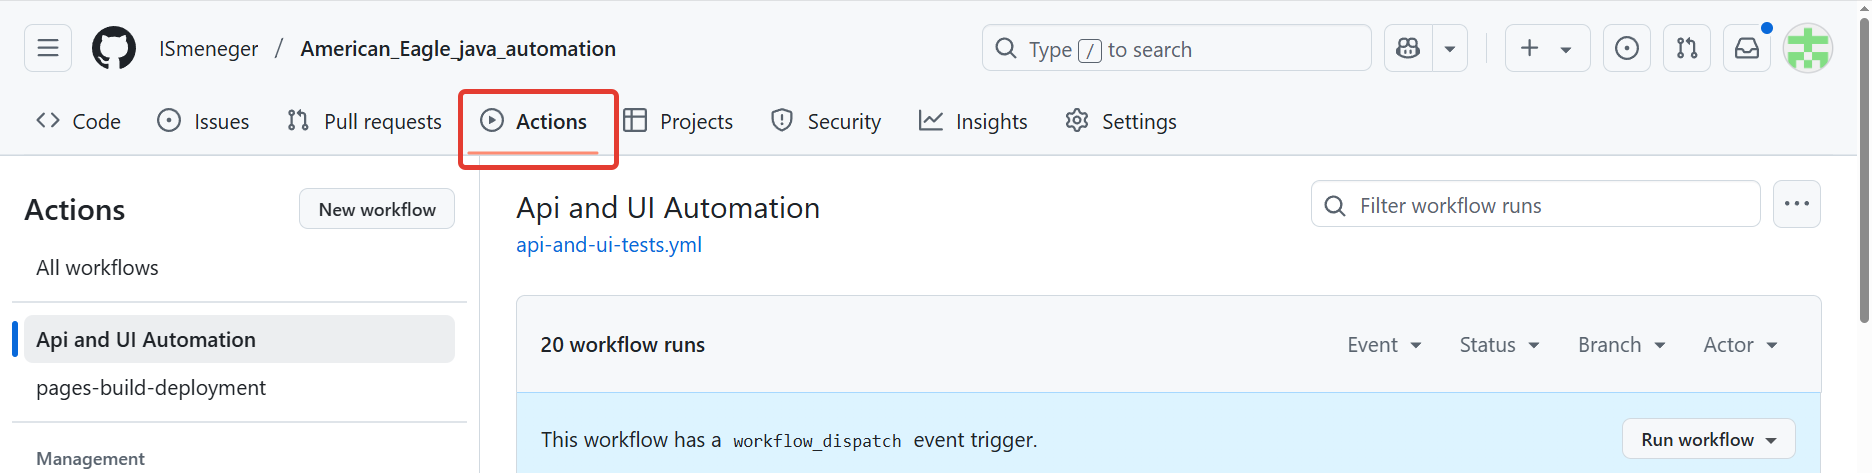 ISmeneger / American_Eagle_java_automation
Type / to search
Code Issues Pull requests Actions Projects Security Insights Settings
Actions
New workflow
All workflows
Api and UI Automation
pages-build-deployment
Management
Api and UI Automation
api-and-ui-tests.yml
Filter workflow runs
20 workflow runs
Event Status Branch Actor
This workflow has a workflow_dispatch event trigger.
Run workflow